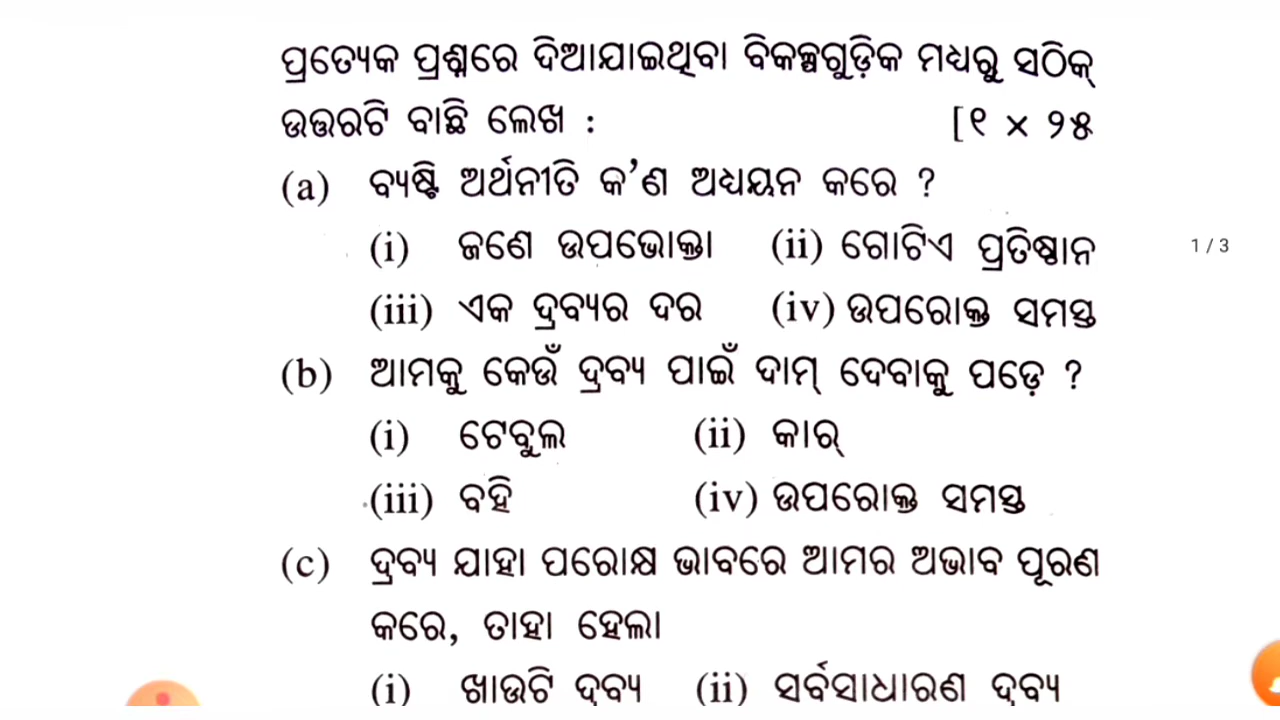 ପ୍ରତ୍ୟେକ ପ୍ରଶ୍ନରେ ଦିଆଯାଇଥିବା ବିକଳ୍ପଗୁଡ଼ିକ ମଧ୍ଯରୁ ସଠିକ୍
ଉତ୍ତରଟି ବାଛି ଲେଖ : [୧ × ୨୫
(a) ବ୍ୟଷ୍ଟି ଅର୍ଥନୀତି କ'ଣ ଅଧ୍ୟୟନ କରେ ?
(i) ଜଣେ ଉପଭୋକ୍ତା (ii) ଗୋଟିଏ ପ୍ରତିଷ୍ଠାନ
1 / 3
(iii) ଏକ ଦ୍ରବ୍ୟର ଦର (iv) ଉପରୋକ୍ତ ସମସ୍ତ
(b) ଆମକୁ କେଉଁ ଦ୍ରବ୍ୟ ପାଇଁ ଦାମ୍ ଦେବାକୁ ପଡ଼େ ?
(i) ଟେବୁଲ (ii) କାର୍
(iii) ବହି (iv) ଉପରୋକ୍ତ ସମସ୍ତ
(c) ଦ୍ରବ୍ୟ ଯାହା ପରୋକ୍ଷ ଭାବରେ ଆମର ଅଭାବ ପୂରଣ
କରେ, ତାହା ହେଲା
(i) ଖାଉଟି ଦ୍ରବ୍ୟ (ii) ସର୍ବସାଧାରଣ ଦ୍ରବ୍ୟ